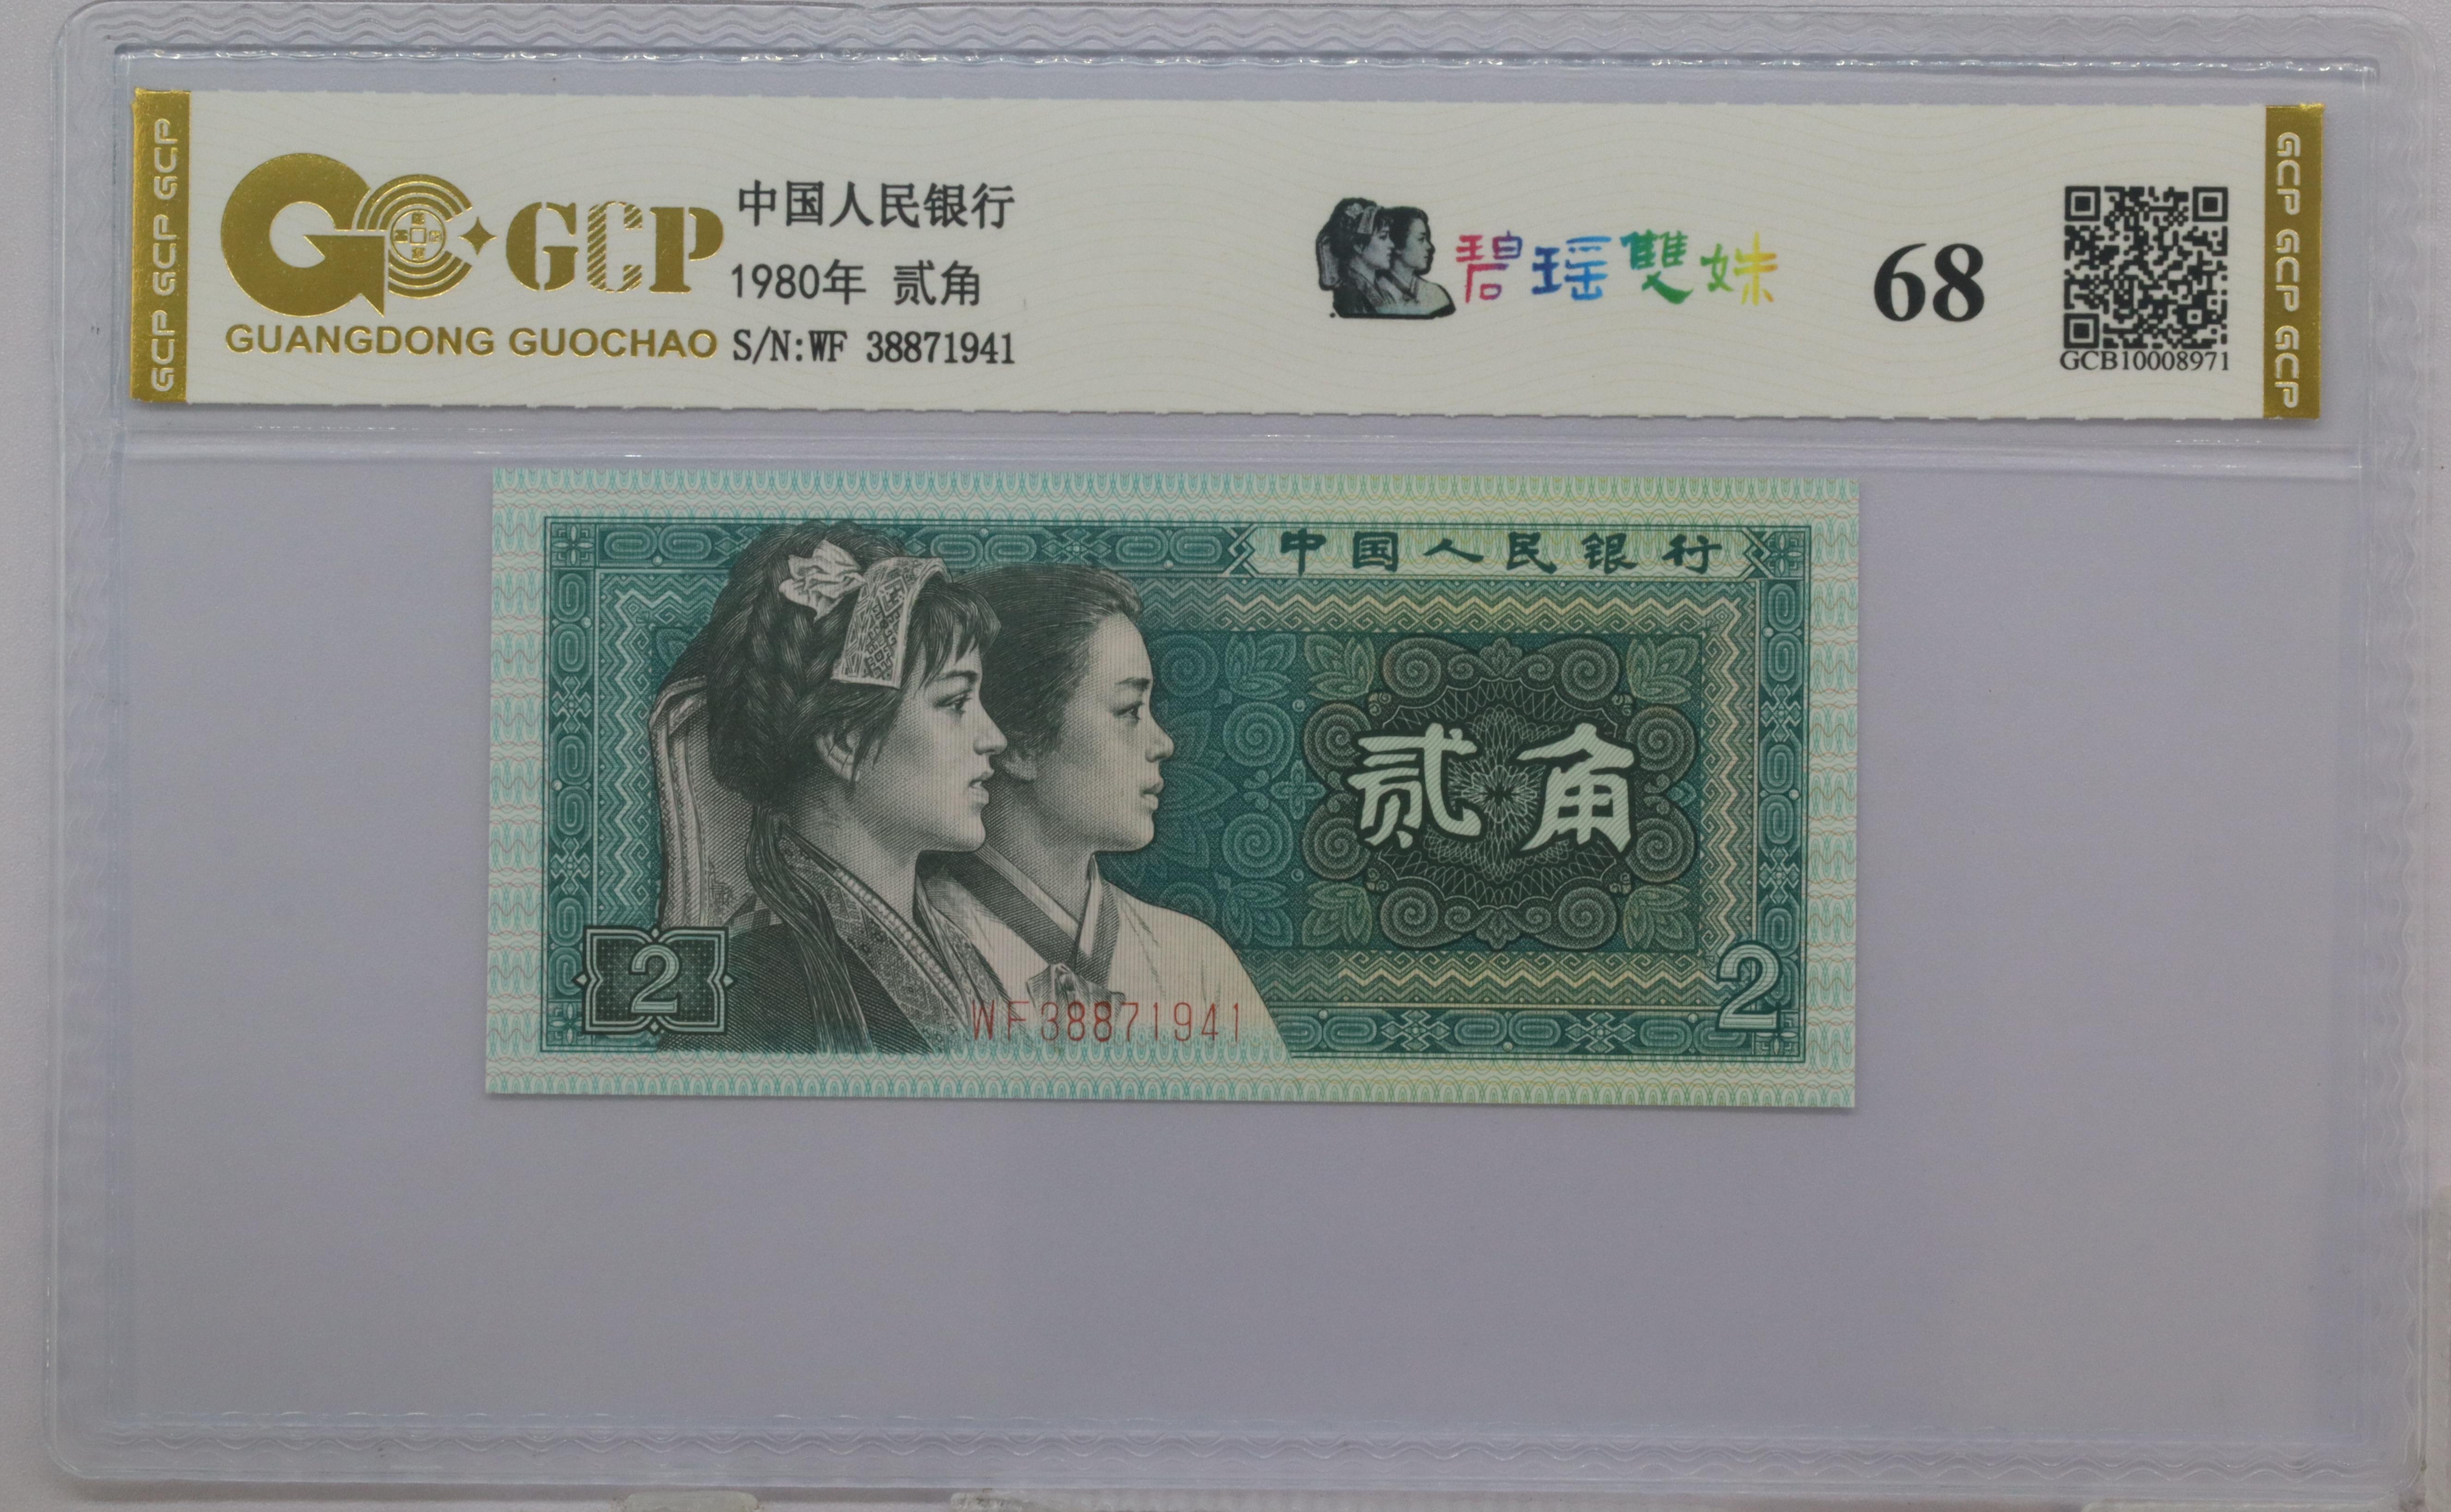 GCP GCP GCP
GCP
GUANGDONG GUOCHAO
中国人民银行
1980年 贰角
S/N:WF 38871941
碧瑶雙姝
68
GCB10008971
GCP GCP GCP
中国人民银行
贰角
2
WF38871941
2